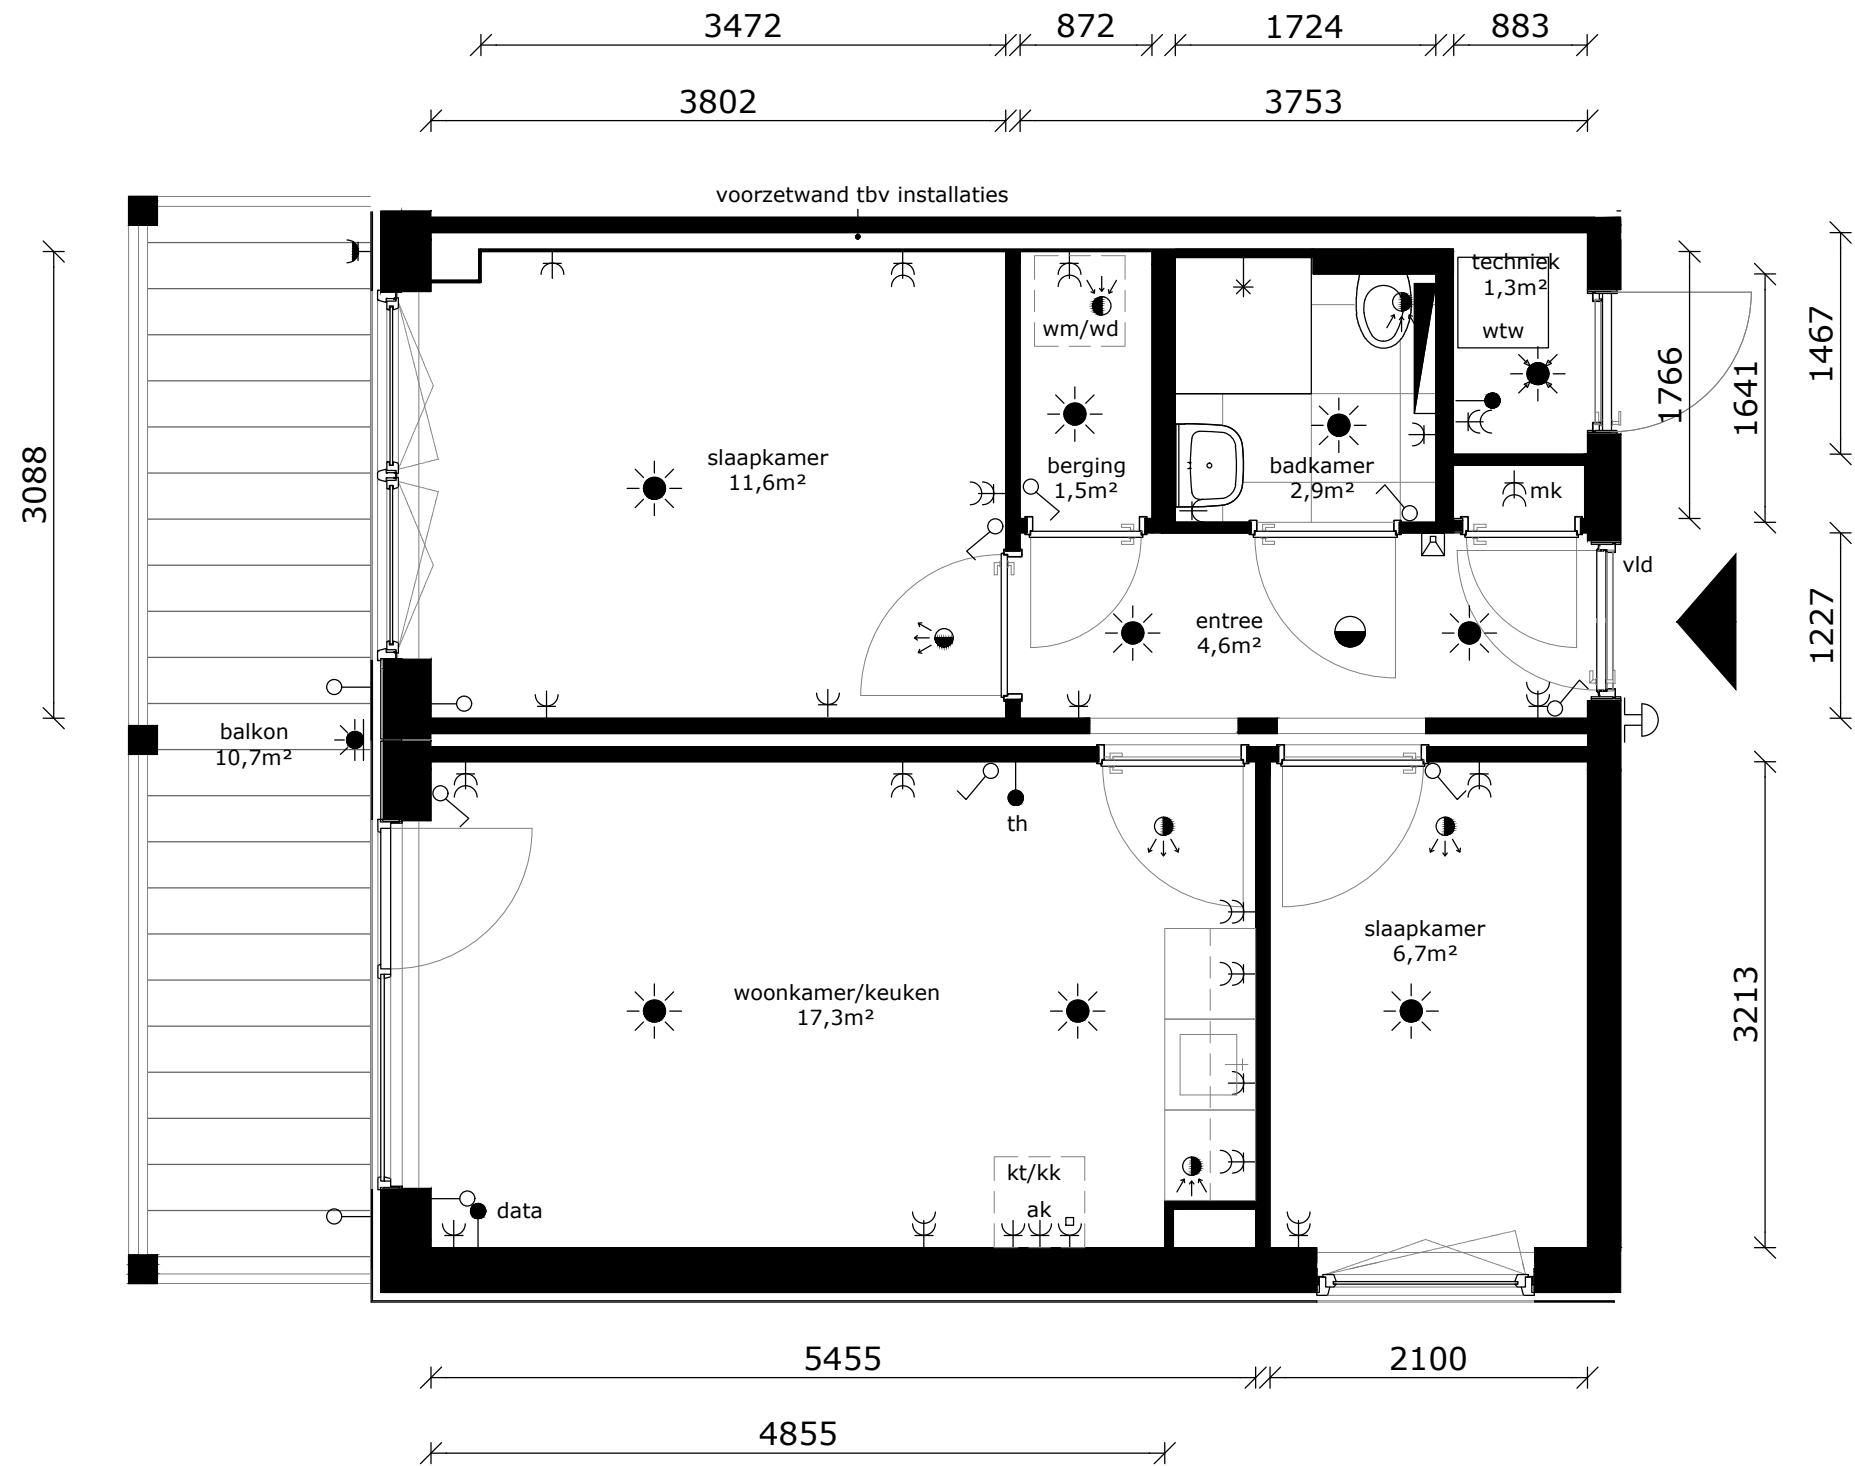 3472
872
1724
883
3802
3753
voorzetwand tbv installaties
techniek
1,3m²
wtw
wm/wd
1766
1641
1467
3088
slaapkamer
11,6m²
berging
1,5m²
badkamer
2,9m²
mk
vld
entree
4,6m²
1227
balkon
10,7m²
th
slaapkamer
6,7m²
woonkamer/keuken
17,3m²
3213
kt/kk
ak
data
5455
2100
4855